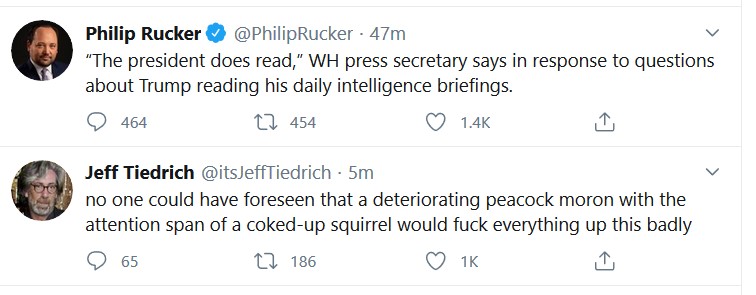 Philip Rucker @PhilipRucker · 47m
“The president does read,” WH press secretary says in response to questions
about Trump reading his daily intelligence briefings.
464 454 1.4K
Jeff Tiedrich @itsJeffTiedrich · 5m
no one could have foreseen that a deteriorating peacock moron with the
attention span of a coked-up squirrel would fuck everything up this badly
65 186 1K